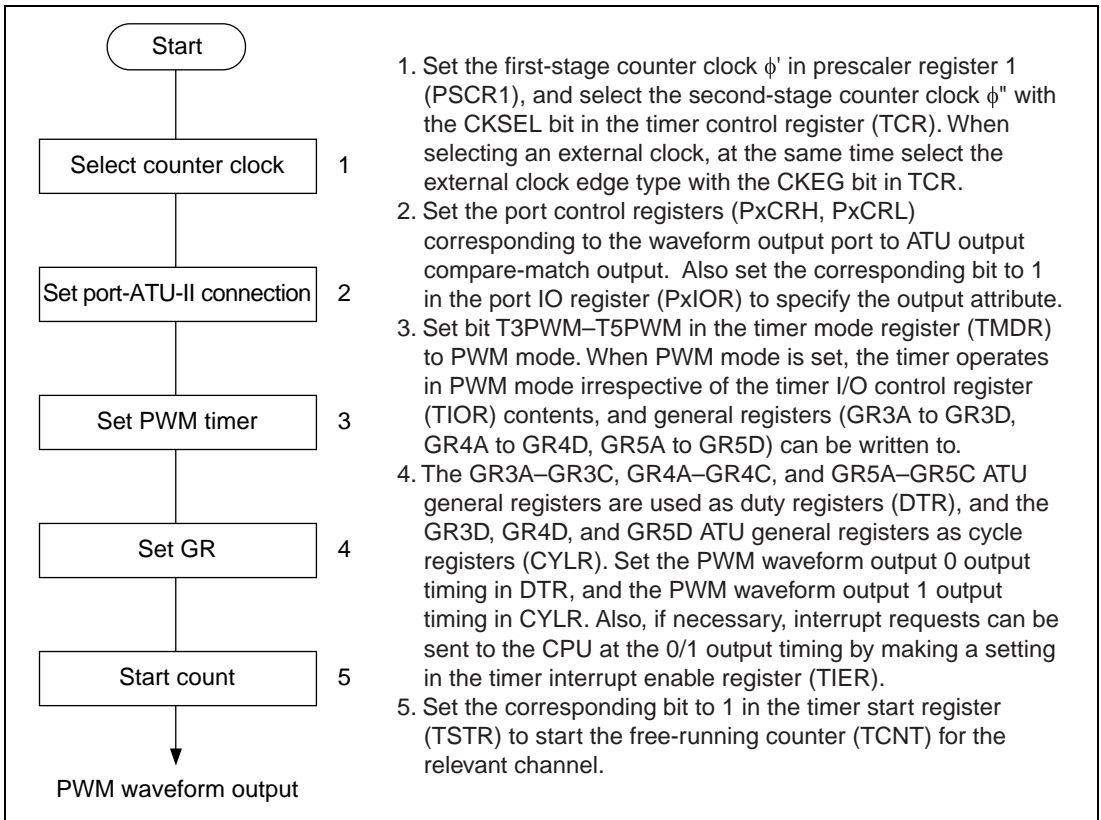 Start
Select counter clock 1
Set port-ATU-II connection 2
Set PWM timer 3
Set GR 4
Start count 5
PWM waveform output
1. Set the first-stage counter clock ϕ' in prescaler register 1
(PSCR1), and select the second-stage counter clock ϕ" with
the CKSEL bit in the timer control register (TCR). When
selecting an external clock, at the same time select the
external clock edge type with the CKEG bit in TCR.
2. Set the port control registers (PxCRH, PxCRL)
corresponding to the waveform output port to ATU output
compare-match output. Also set the corresponding bit to 1
in the port IO register (PxIOR) to specify the output attribute.
3. Set bit T3PWM–T5PWM in the timer mode register (TMDR)
to PWM mode. When PWM mode is set, the timer operates
in PWM mode irrespective of the timer I/O control register
(TIOR) contents, and general registers (GR3A to GR3D,
GR4A to GR4D, GR5A to GR5D) can be written to.
4. The GR3A–GR3C, GR4A–GR4C, and GR5A–GR5C ATU
general registers are used as duty registers (DTR), and the
GR3D, GR4D, and GR5D ATU general registers as cycle
registers (CYLR). Set the PWM waveform output 0 output
timing in DTR, and the PWM waveform output 1 output
timing in CYLR. Also, if necessary, interrupt requests can be
sent to the CPU at the 0/1 output timing by making a setting
in the timer interrupt enable register (TIER).
5. Set the corresponding bit to 1 in the timer start register
(TSTR) to start the free-running counter (TCNT) for the
relevant channel.